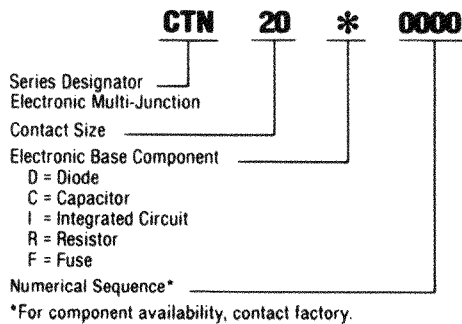 CTN 20 * 0000
Series Designator
Electronic Multi-Junction
Contact Size
Electronic Base Component
D = Diode
C = Capacitor
I = Integrated Circuit
R = Resistor
F = Fuse
Numerical Sequence*
*For component availability, contact factory.